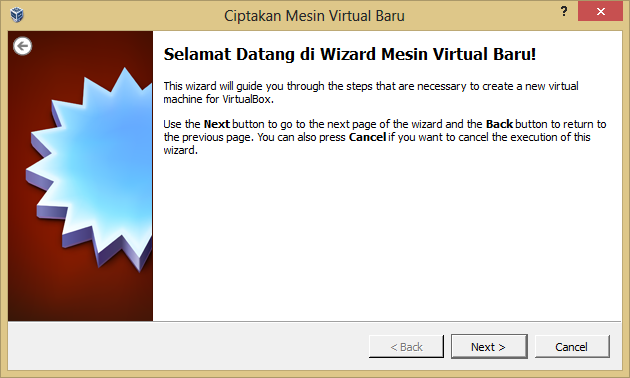 Ciptakan Mesin Virtual Baru
?
Selamat Datang di Wizard Mesin Virtual Baru!
This wizard will guide you through the steps that are necessary to create a new virtual
machine for VirtualBox.
Use the Next button to go to the next page of the wizard and the Back button to return to
the previous page. You can also press Cancel if you want to cancel the execution of this
wizard.
< Back
Next >
Cancel